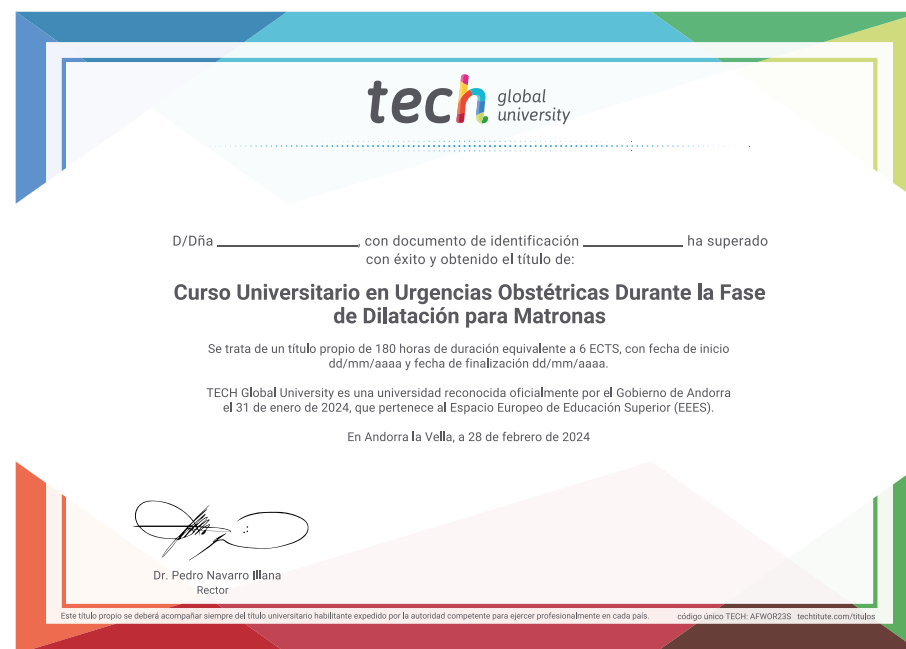 tech global university
D/Dña ______________, con documento de identificación __________ ha superado
con éxito y obtenido el título de:
Curso Universitario en Urgencias Obstétricas Durante la Fase
de Dilatación para Matronas
Se trata de un título propio de 180 horas de duración equivalente a 6 ECTS, con fecha de inicio
dd/mm/aaaa y fecha de finalización dd/mm/aaaa.
TECH Global University es una universidad reconocida oficialmente por el Gobierno de Andorra
el 31 de enero de 2024, que pertenece al Espacio Europeo de Educación Superior (EEES).
En Andorra la Vella, a 28 de febrero de 2024
Dr. Pedro Navarro Illana
Rector
Este título propio se deberá acompañar siempre del título universitario habilitante expedido por la autoridad competente para ejercer profesionalmente en cada país. código único TECH: AFWOR23S techtitute.com/titulos